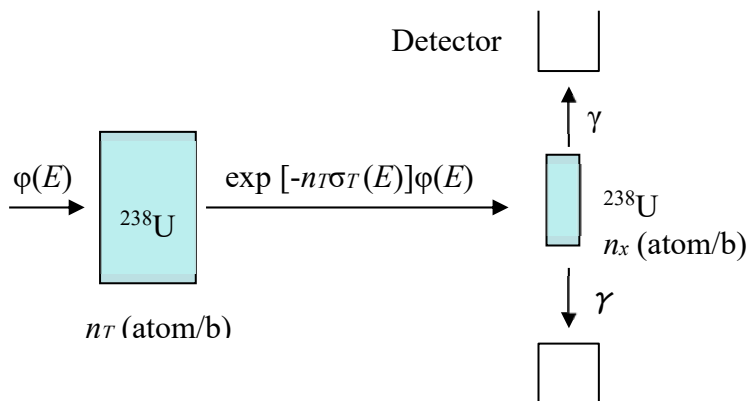 Detector
γ
φ(E)
exp [-nTσT(E)]φ(E)
²³⁸U
²³⁸U
nx (atom/b)
γ
nT (atom/b)